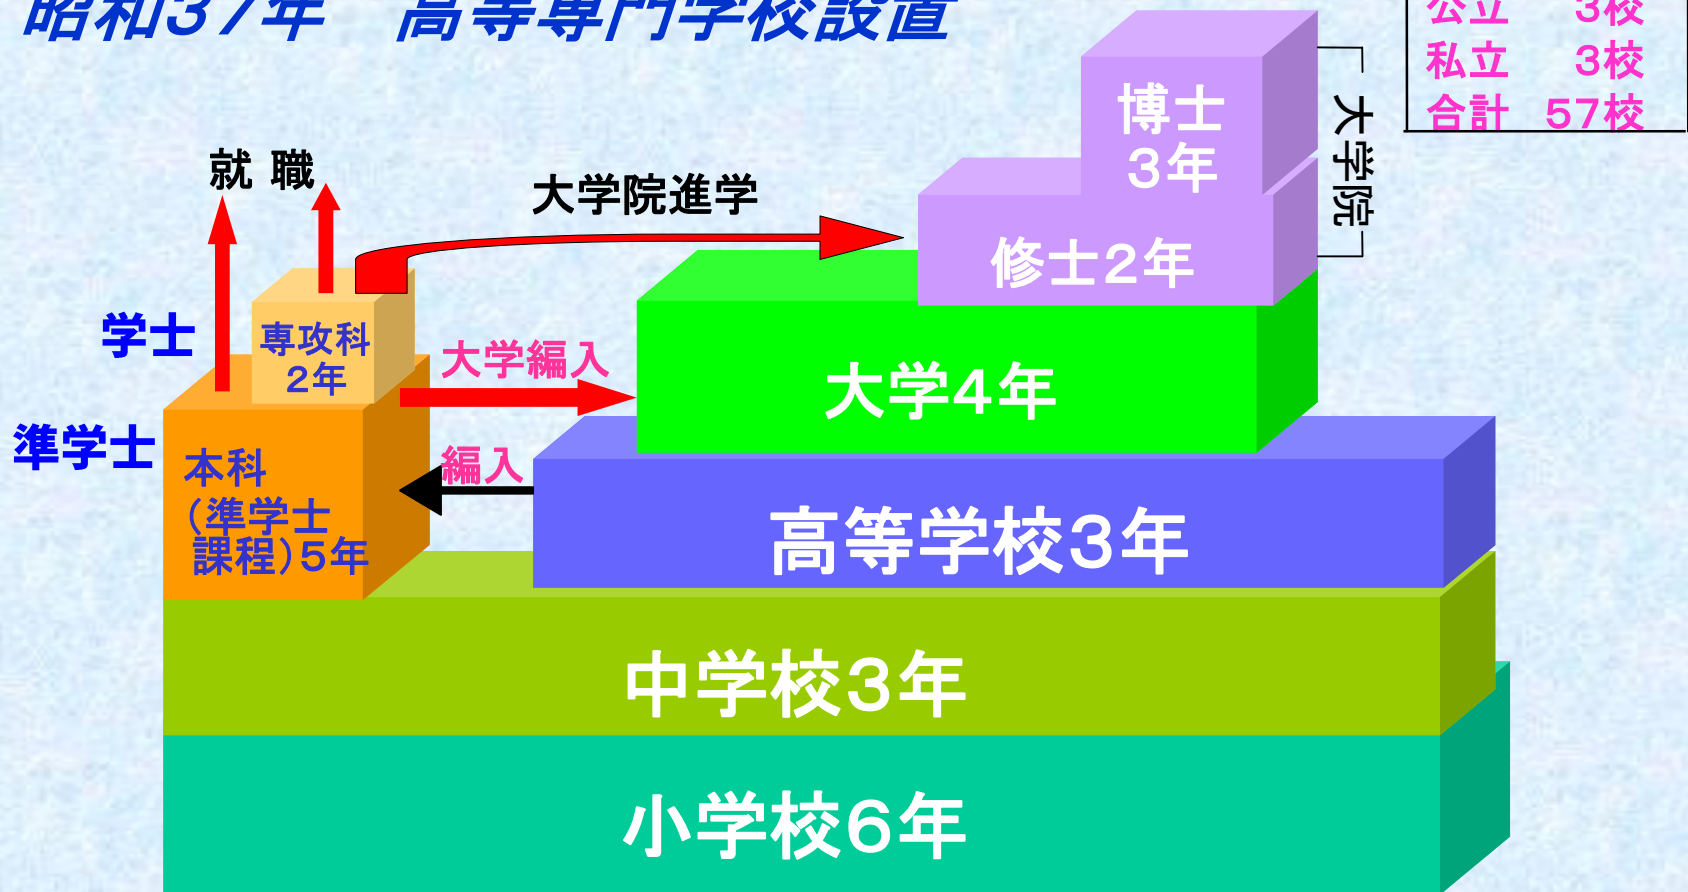 昭和37年　高等専門学校設置
公立　3校
私立　3校
合計　57校
博士
3年
大学院
就 職
大学院進学
修士2年
学士
専攻科
2年
大学編入
大学4年
準学士
編入
本科
(準学士
課程)5年
高等学校3年
中学校3年
小学校6年